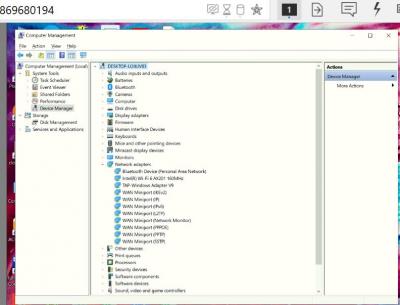 869680194
1
Computer Management
File Action View Help
Computer Management (Local)
System Tools
Task Scheduler
Event Viewer
Shared Folders
Performance
Device Manager
Storage
Disk Management
Services and Applications
Audio inputs and outputs
Batteries
Bluetooth
Cameras
Computer
Disk drives
Display adapters
Firmware
Human Interface Devices
Keyboards
Mice and other pointing devices
Miracast display devices
Monitors
Network adapters
Bluetooth Device (Personal Area Network)
Intel(R) Wi-Fi 6 AX201 160MHz
TAP-Windows Adapter V9
WAN Miniport (IKEv2)
WAN Miniport (IP)
WAN Miniport (IPv6)
WAN Miniport (L2TP)
WAN Miniport (Network Monitor)
WAN Miniport (PPPOE)
WAN Miniport (PPTP)
WAN Miniport (SSTP)
Other devices
Print queues
Processors
Security devices
Software components
Software devices
Sound, video and game controllers
Actions
Device Manager
More Actions